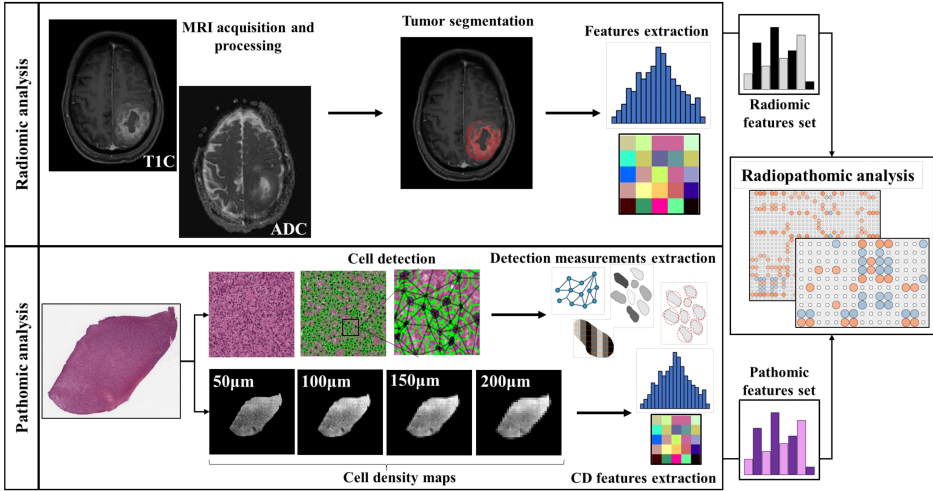 Radiomic analysis
MRI acquisition and
processing
T1C
ADC
Tumor segmentation
Features extraction
Radiomic
features set
Radiopathomic analysis
Pathomic analysis
Cell detection
Detection measurements extraction
50µm
100µm
150µm
200µm
Cell density maps
CD features extraction
Pathomic
features set